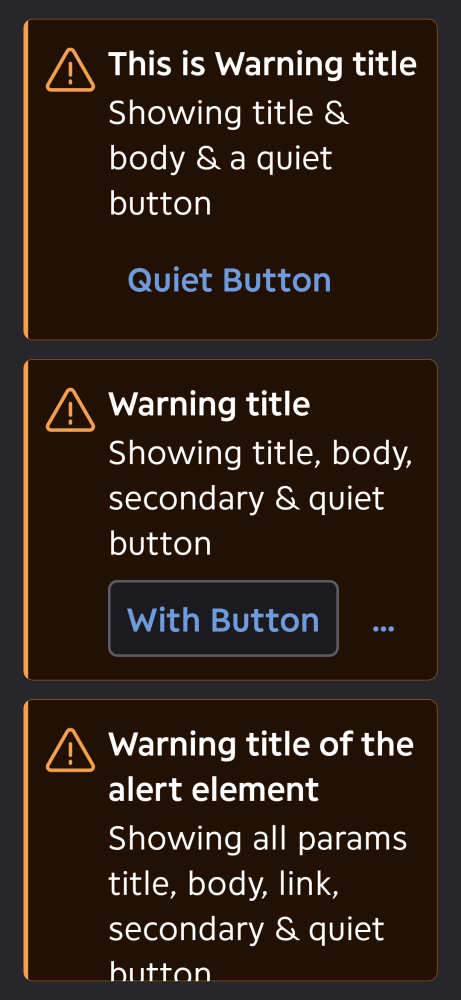 This is Warning title
Showing title &
body & a quiet
button
Quiet Button
Warning title
Showing title, body,
secondary & quiet
button
With Button ...
Warning title of the
alert element
Showing all params
title, body, link,
secondary & quiet
button